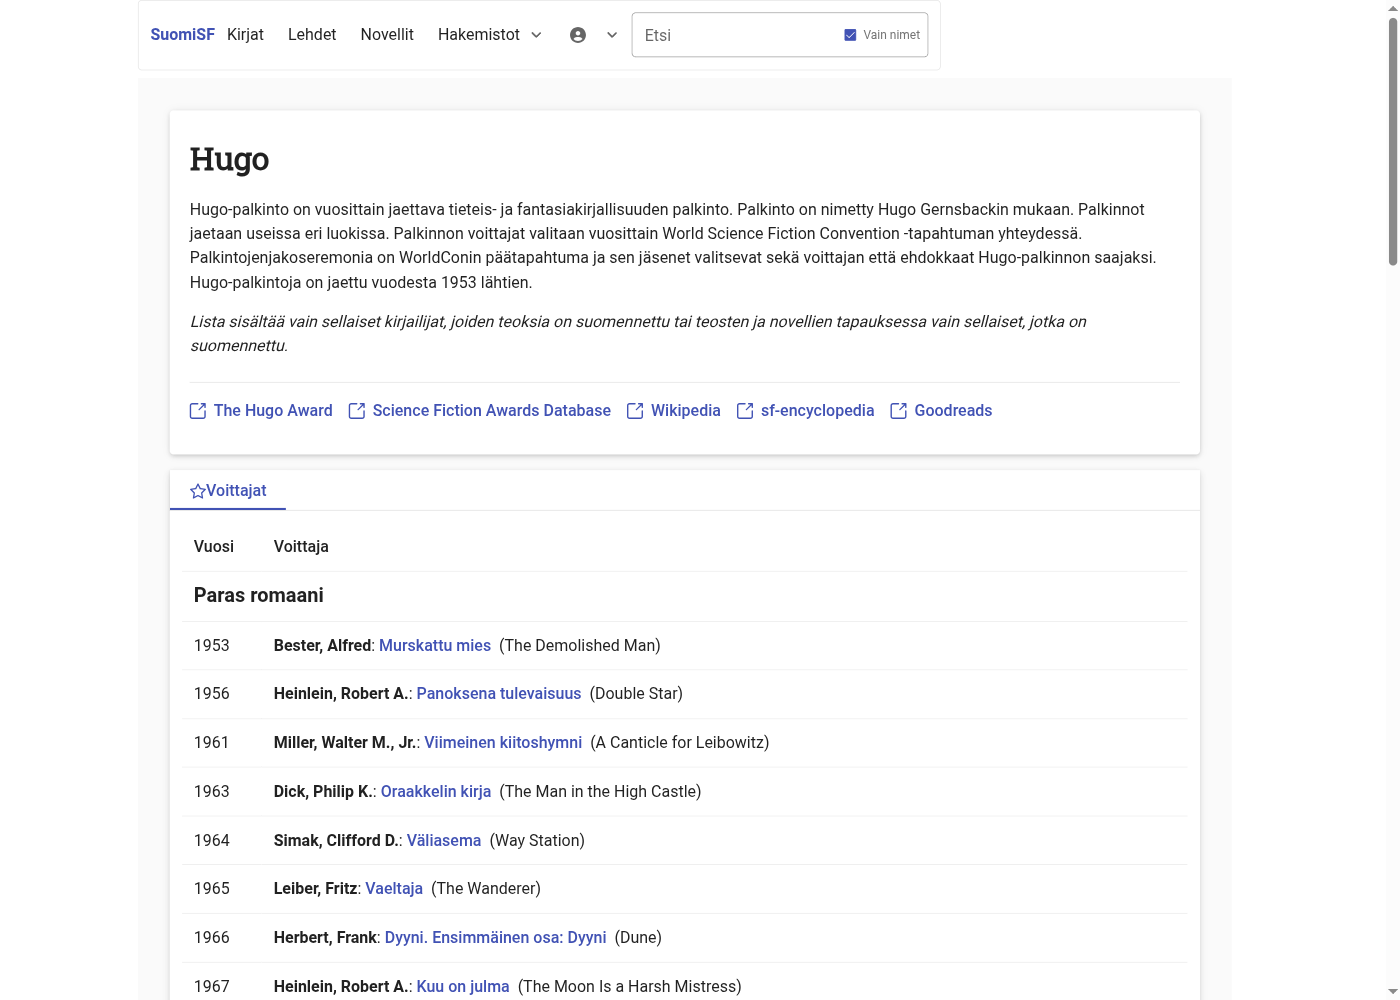 SuomiSF Kirjat Lehdet Novellit Hakemistot Etsi Vain nimet
Hugo
Hugo-palkinto on vuosittain jaettava tieteis- ja fantasiakirjallisuuden palkinto. Palkinto on nimetty Hugo Gernsbackin mukaan. Palkinnot
jaetaan useissa eri luokissa. Palkinnon voittajat valitaan vuosittain World Science Fiction Convention -tapahtuman yhteydessä.
Palkintojenjakoseremonia on WorldConin päätapahtuma ja sen jäsenet valitsevat sekä voittajan että ehdokkaat Hugo-palkinnon saajaksi.
Hugo-palkintoja on jaettu vuodesta 1953 lähtien.
Lista sisältää vain sellaiset kirjailijat, joiden teoksia on suomennettu tai teosten ja novellien tapauksessa vain sellaiset, jotka on
suomennettu.
The Hugo Award Science Fiction Awards Database Wikipedia sf-encyclopedia Goodreads
Voittajat
Vuosi Voittaja
Paras romaani
1953 Bester, Alfred: Murskattu mies (The Demolished Man)
1956 Heinlein, Robert A.: Panoksena tulevaisuus (Double Star)
1961 Miller, Walter M., Jr.: Viimeinen kiitoshymni (A Canticle for Leibowitz)
1963 Dick, Philip K.: Oraakkelin kirja (The Man in the High Castle)
1964 Simak, Clifford D.: Väliasema (Way Station)
1965 Leiber, Fritz: Vaeltaja (The Wanderer)
1966 Herbert, Frank: Dyyni. Ensimmäinen osa: Dyyni (Dune)
1967 Heinlein, Robert A.: Kuu on julma (The Moon Is a Harsh Mistress)